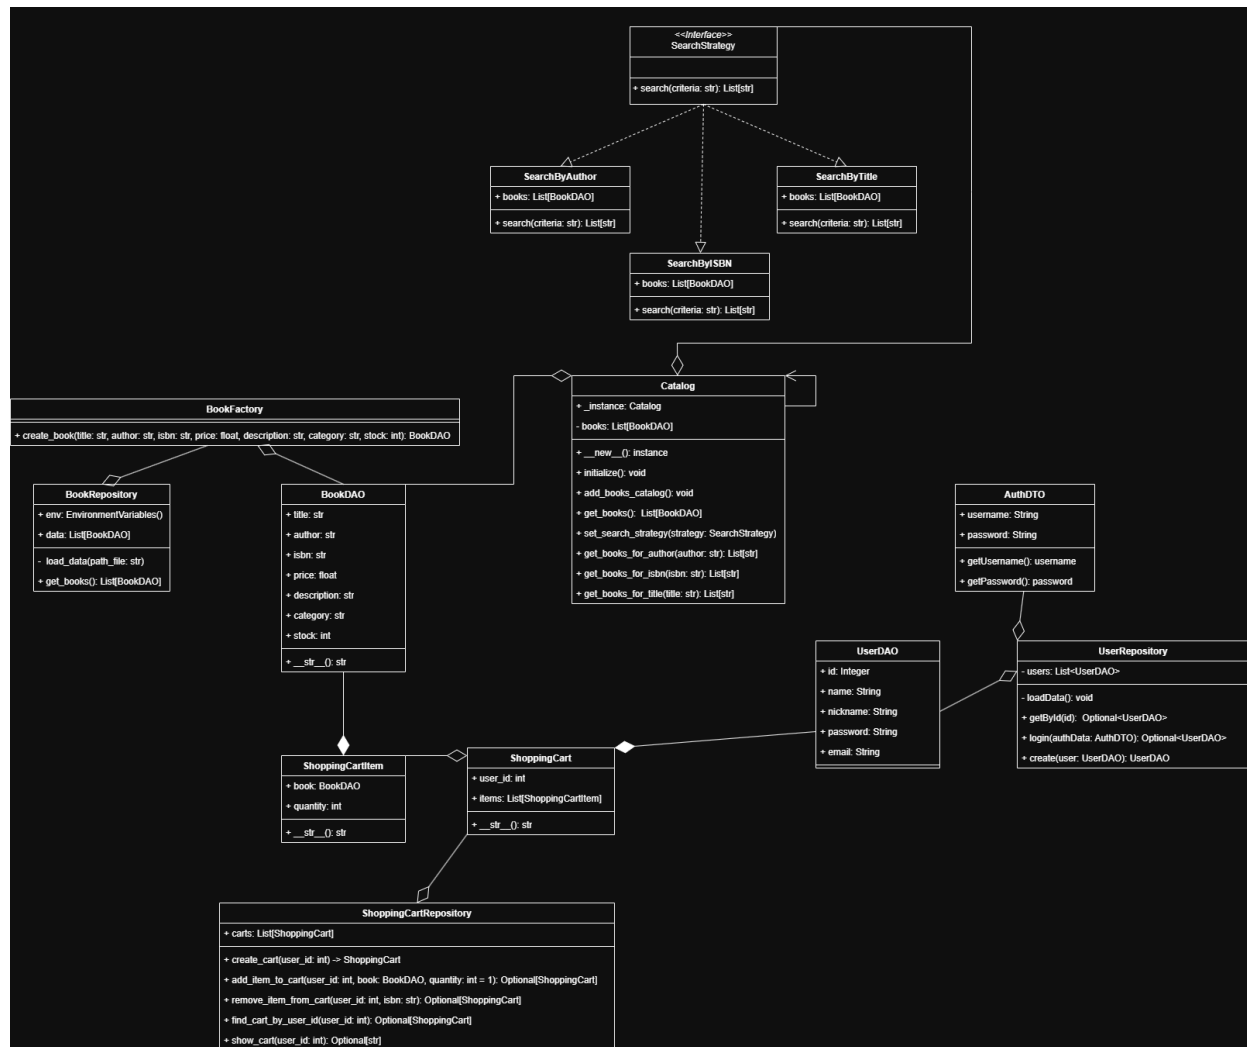 <<Interface>>
SearchStrategy
+ search(criteria: str): List[str]
SearchByAuthor
+ books: List[BookDAO]
+ search(criteria: str): List[str]
SearchByTitle
+ books: List[BookDAO]
+ search(criteria: str): List[str]
SearchByISBN
+ books: List[BookDAO]
+ search(criteria: str): List[str]
Catalog
+ _instance: Catalog
- books: List[BookDAO]
+ __new__(): instance
+ initialize(): void
+ add_books_catalog(): void
+ get_books(): List[BookDAO]
+ set_search_strategy(strategy: SearchStrategy)
+ get_books_for_author(author: str): List[str]
+ get_books_for_isbn(isbn: str): List[str]
+ get_books_for_title(title: str): List[str]
BookFactory
+ create_book(title: str, author: str, isbn: str, price: float, description: str, category: str, stock: int): BookDAO
BookRepository
+ env: EnvironmentVariables()
+ data: List[BookDAO]
- load_data(path_file: str)
+ get_books(): List[BookDAO]
BookDAO
+ title: str
+ author: str
+ isbn: str
+ price: float
+ description: str
+ category: str
+ stock: int
+ __str__(): str
AuthDTO
+ username: String
+ password: String
+ getUsername(): username
+ getPassword(): password
UserDAO
+ id: Integer
+ name: String
+ nickname: String
+ password: String
+ email: String
UserRepository
- users: List<UserDAO>
- loadData(): void
+ getById(id): Optional<UserDAO>
+ login(authData: AuthDTO): Optional<UserDAO>
+ create(user: UserDAO): UserDAO
ShoppingCartItem
+ book: BookDAO
+ quantity: int
+ __str__(): str
ShoppingCart
+ user_id: int
+ items: List[ShoppingCartItem]
+ __str__(): str
ShoppingCartRepository
+ carts: List[ShoppingCart]
+ create_cart(user_id: int) -> ShoppingCart
+ add_item_to_cart(user_id: int, book: BookDAO, quantity: int = 1): Optional[ShoppingCart]
+ remove_item_from_cart(user_id: int, isbn: str): Optional[ShoppingCart]
+ find_cart_by_user_id(user_id: int): Optional[ShoppingCart]
+ show_cart(user_id: int): Optional[str]